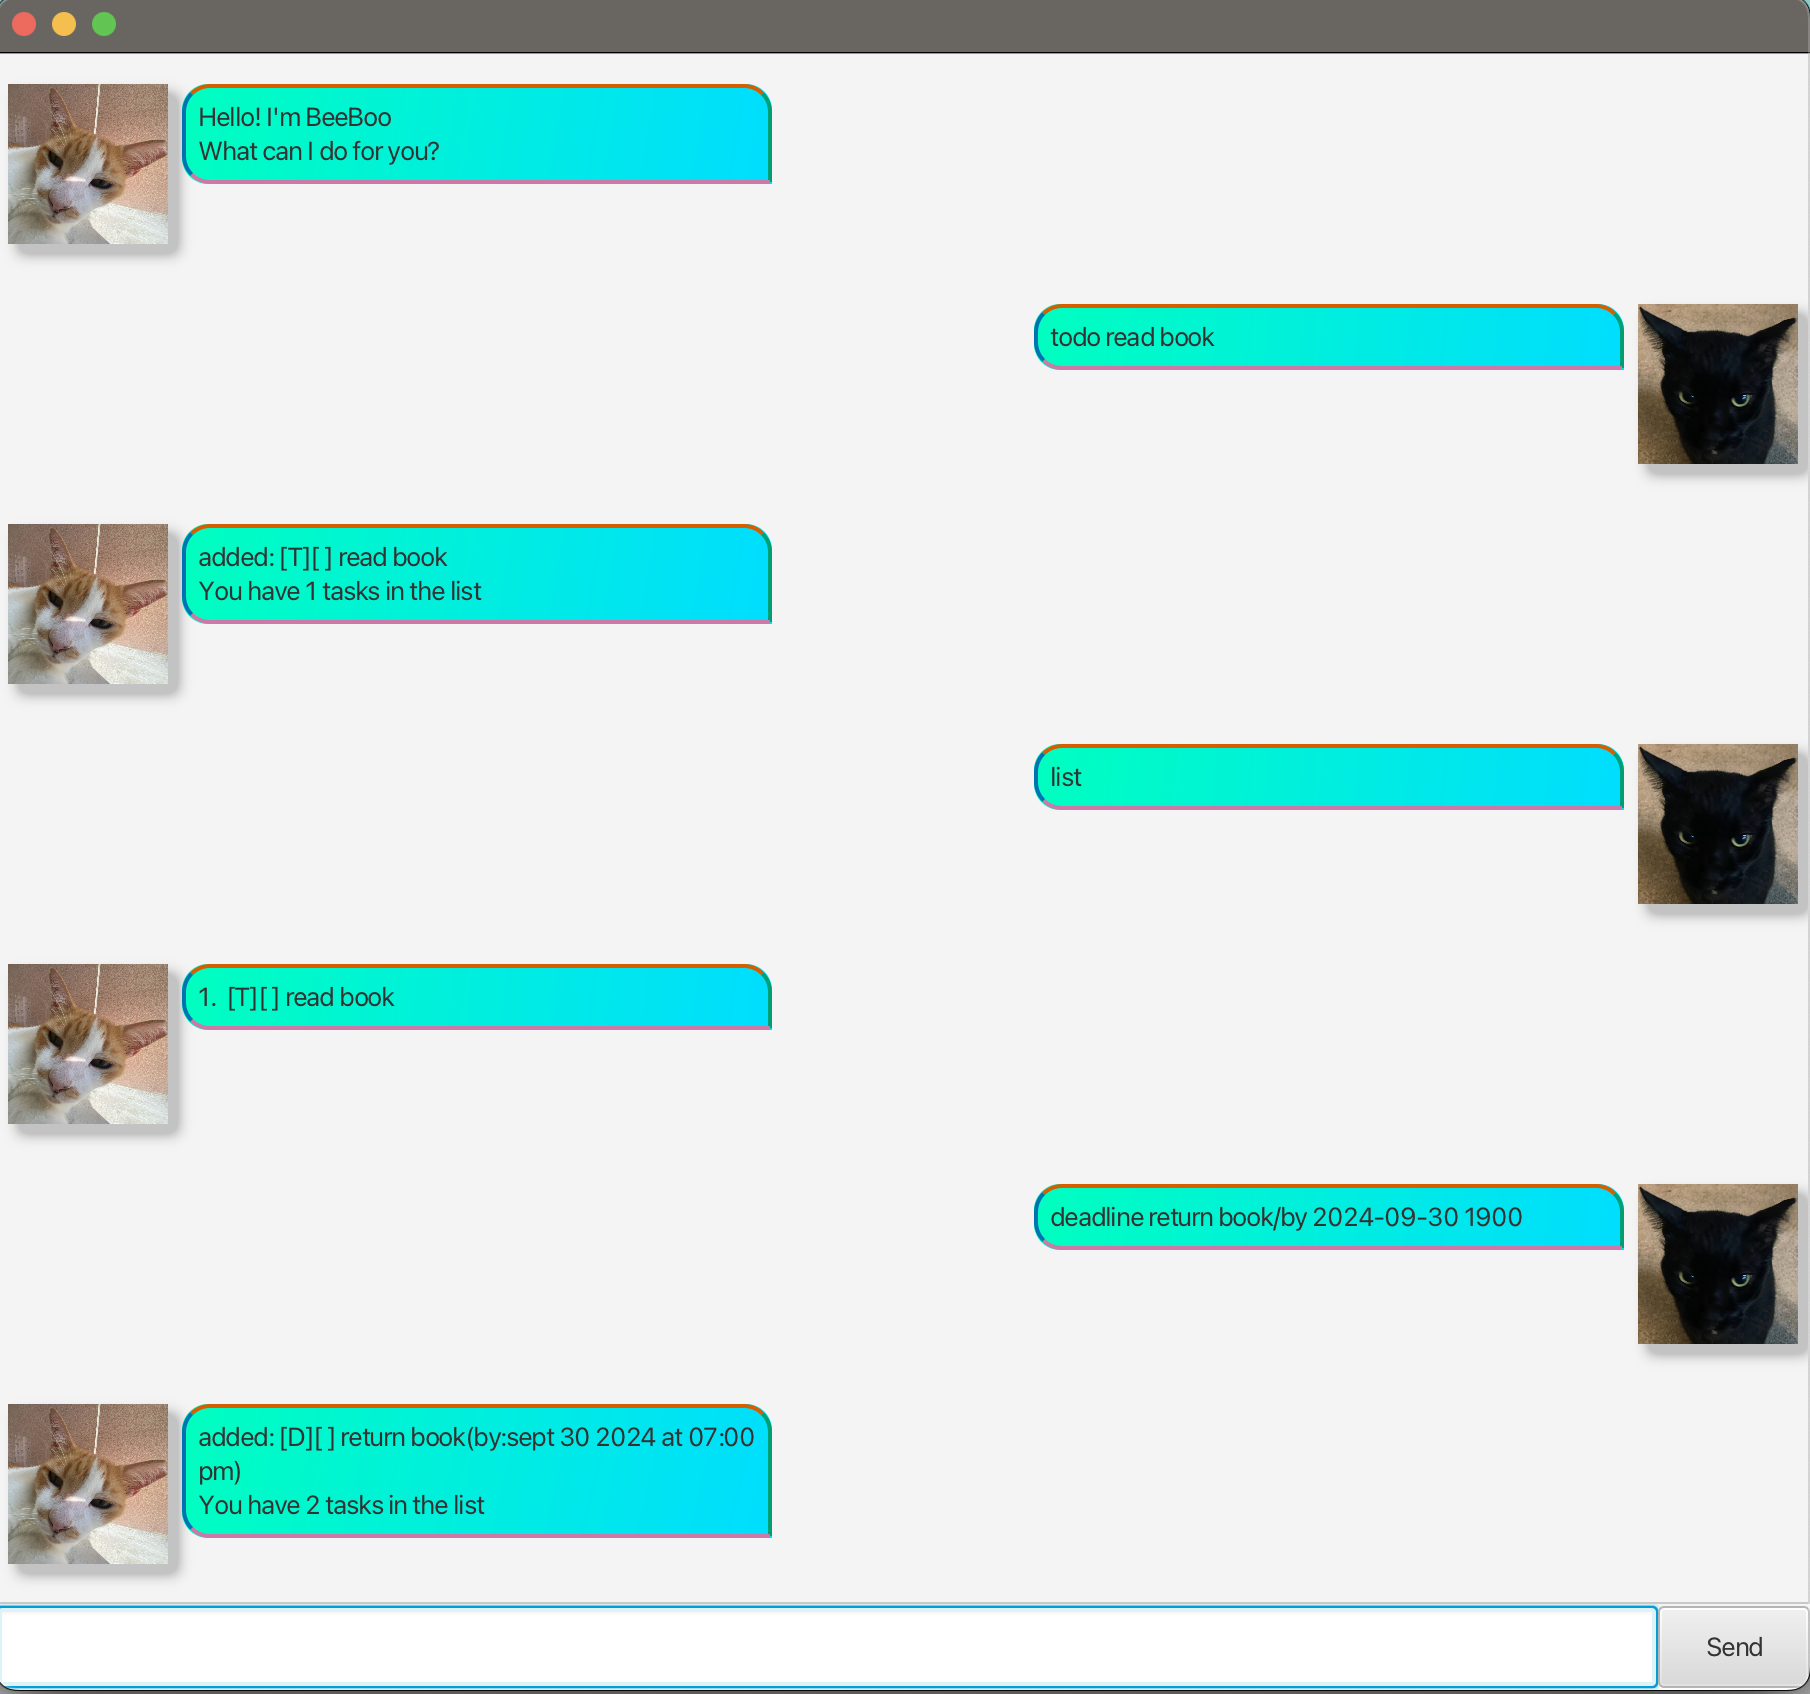 Hello! I'm BeeBoo
What can I do for you?
todo read book
added: [T][ ] read book
You have 1 tasks in the list
list
1.  [T][ ] read book
deadline return book/by 2024-09-30 1900
added: [D][ ] return book(by:sept 30 2024 at 07:00
pm)
You have 2 tasks in the list
Send